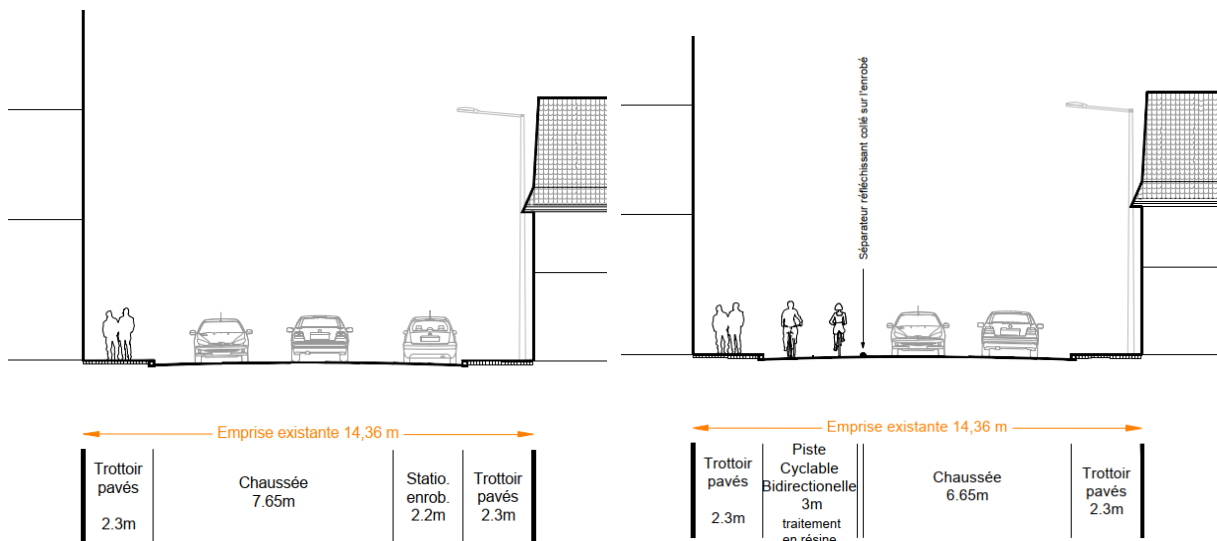 Emprise existante 14,36 m
Trottoir
pavés
2.3m
Chaussée
7.65m
Statio.
enrob.
2.2m
Trottoir
pavés
2.3m
Séparateur réfléchissant collé sur l'enrobé
Emprise existante 14,36 m
Trottoir
pavés
2.3m
Piste
Cyclable
Bidirectionelle
3m
traitement
en résine
Chaussée
6.65m
Trottoir
pavés
2.3m